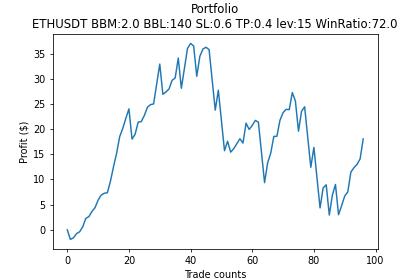 Portfolio
ETHUSDT BBM:2.0 BBL:140 SL:0.6 TP:0.4 lev:15 WinRatio:72.0
35
30
25
20
15
10
5
0
Profit ($)
0 20 40 60 80 100
Trade counts